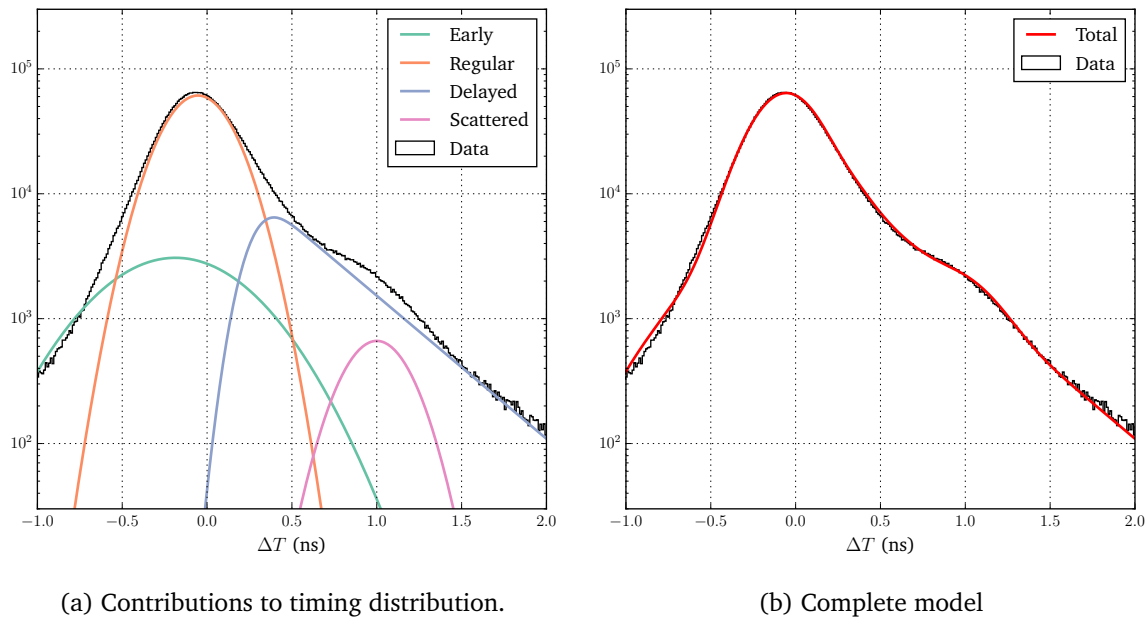 Early
Regular
Delayed
Scattered
Data
10^5
10^4
10^3
10^2
−1.0 −0.5 0.0 0.5 1.0 1.5 2.0
ΔT (ns)
(a) Contributions to timing distribution.
Total
Data
10^5
10^4
10^3
10^2
−1.0 −0.5 0.0 0.5 1.0 1.5 2.0
ΔT (ns)
(b) Complete model